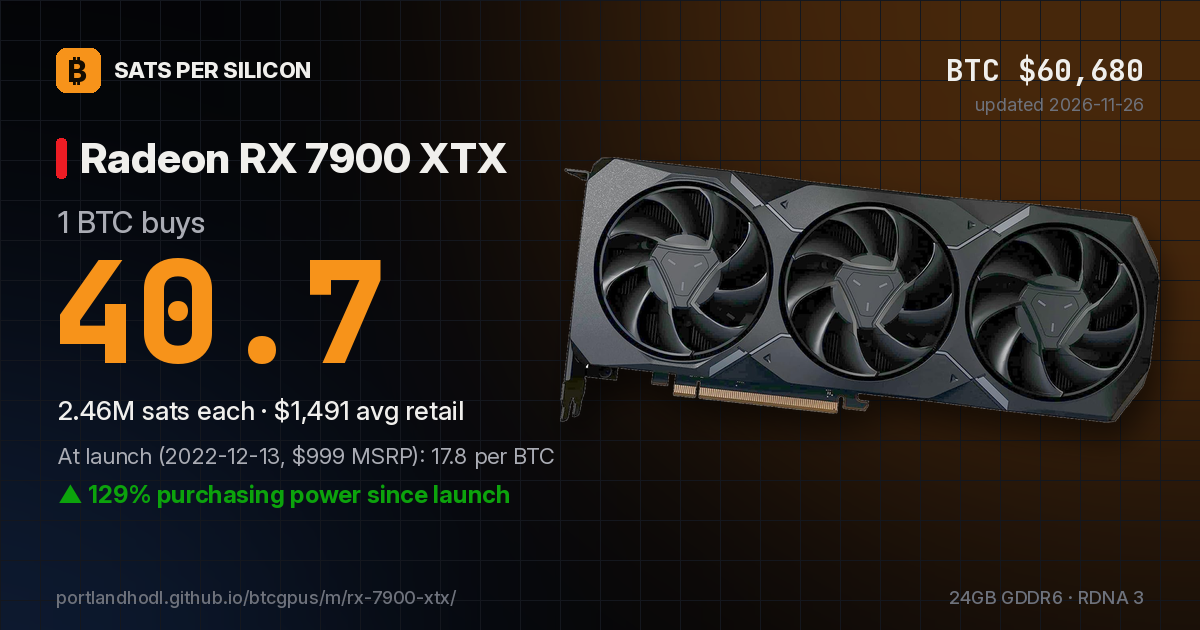 ₿ SATS PER SILICON
BTC $60,680
updated 2026-11-26
Radeon RX 7900 XTX
1 BTC buys
40.7
2.46M sats each · $1,491 avg retail
At launch (2022-12-13, $999 MSRP): 17.8 per BTC
▲ 129% purchasing power since launch
portlandhodl.github.io/btcgpus/m/rx-7900-xtx/
24GB GDDR6 · RDNA 3